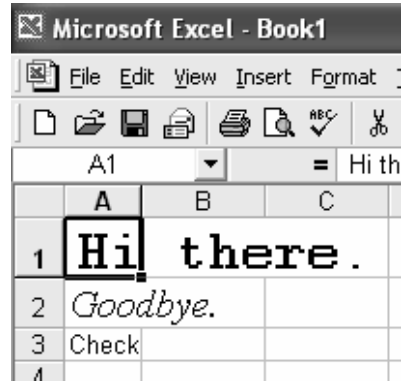 Microsoft Excel - Book1
File Edit View Insert Format
ABC
A1 = Hi th
A B C
1 Hi there.
2 Goodbye.
3 Check
4